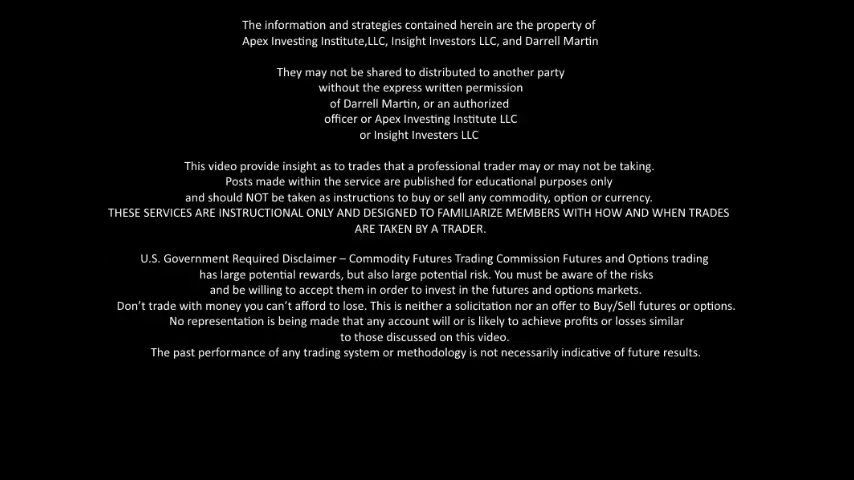 The information and strategies contained herein are the property of
Apex Investing Institute,LLC, Insight Investors LLC, and Darrell Martin
They may not be shared to distributed to another party
without the express written permission
of Darrell Martin, or an authorized
officer or Apex Investing Institute LLC
or Insight Investers LLC
This video provide insight as to trades that a professional trader may or may not be taking.
Posts made within the service are published for educational purposes only
and should NOT be taken as instructions to buy or sell any commodity, option or currency.
THESE SERVICES ARE INSTRUCTIONAL ONLY AND DESIGNED TO FAMILIARIZE MEMBERS WITH HOW AND WHEN TRADES
ARE TAKEN BY A TRADER.
U.S. Government Required Disclaimer – Commodity Futures Trading Commission Futures and Options trading
has large potential rewards, but also large potential risk. You must be aware of the risks
and be willing to accept them in order to invest in the futures and options markets.
Don't trade with money you can't afford to lose. This is neither a solicitation nor an offer to Buy/Sell futures or options.
No representation is being made that any account will or is likely to achieve profits or losses similar
to those discussed on this video.
The past performance of any trading system or methodology is not necessarily indicative of future results.